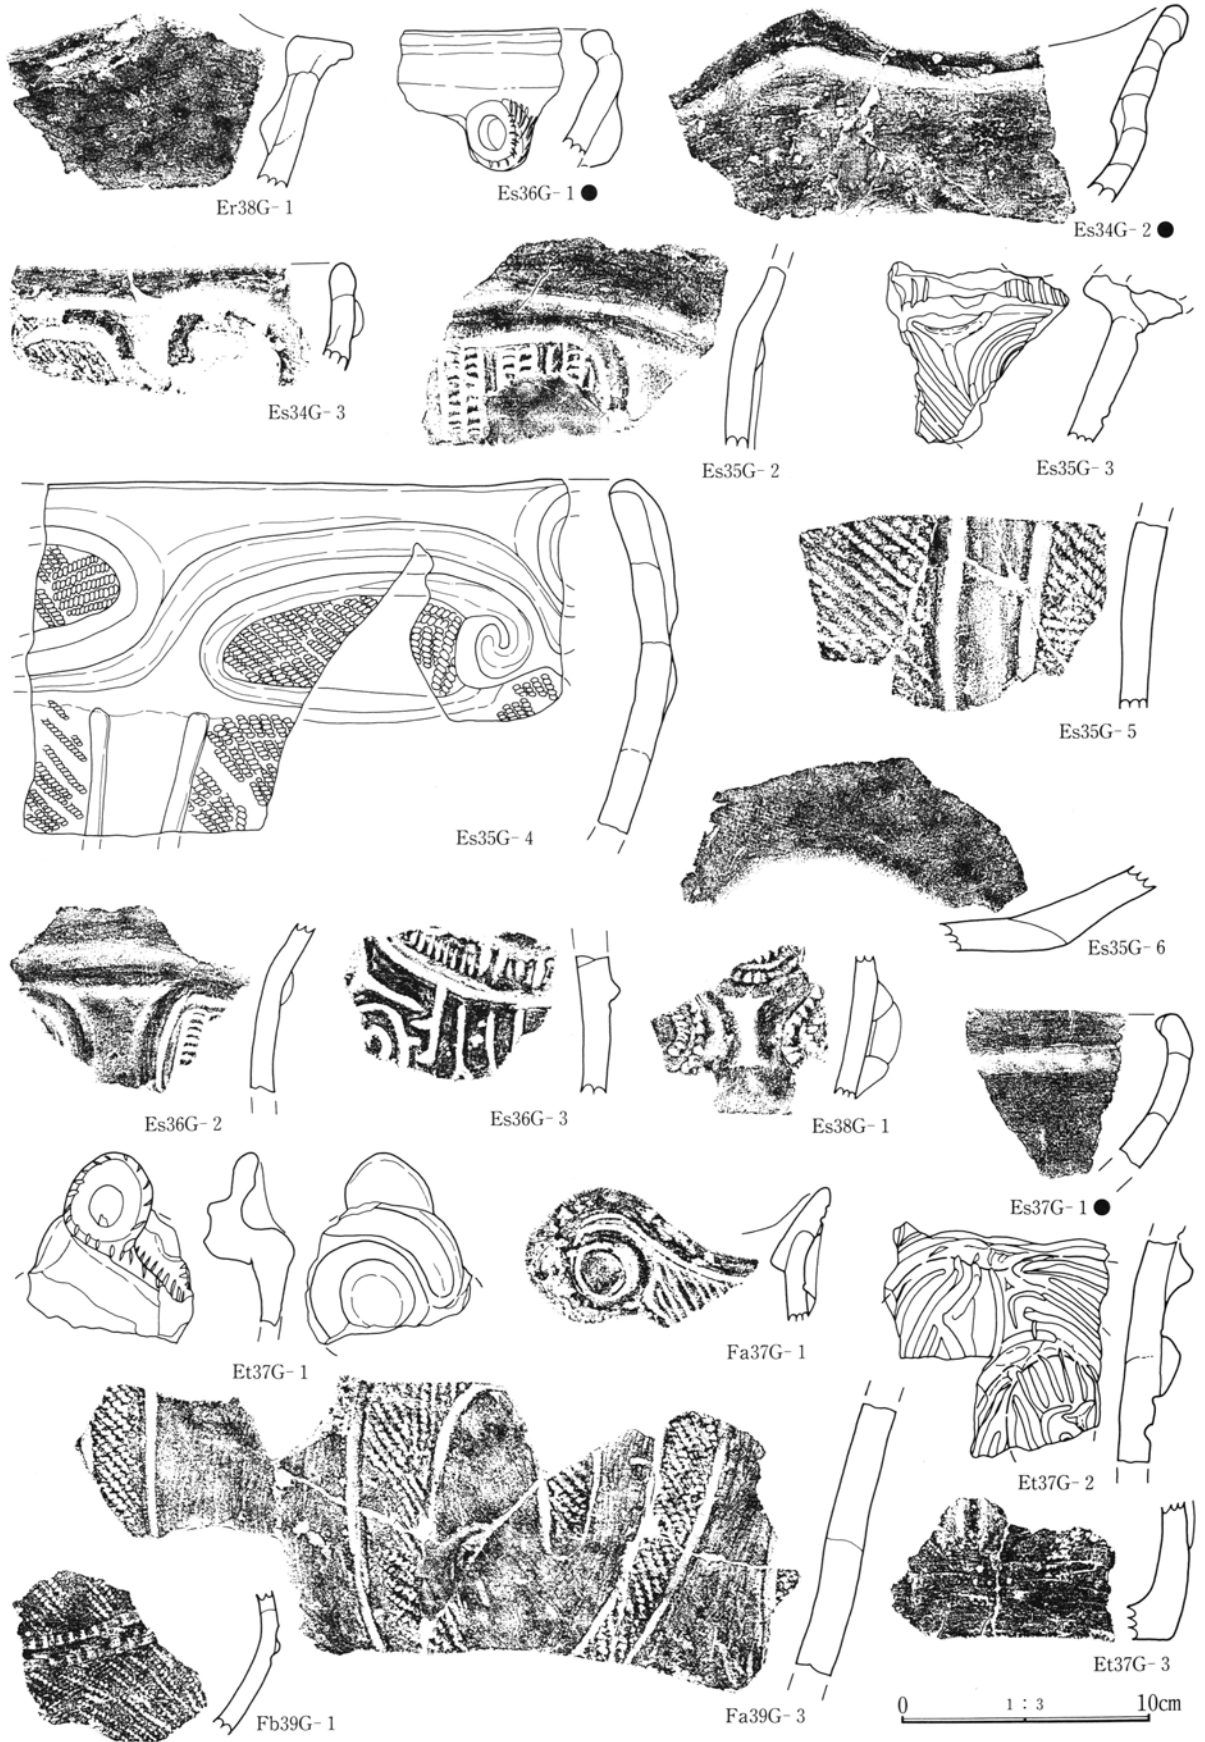 Er38G-1
Es36G-1 ●
Es34G-2 ●
Es34G-3
Es35G-2
Es35G-3
Es35G-4
Es35G-5
Es35G-6
Es36G-2
Es36G-3
Es38G-1
Es37G-1 ●
Et37G-1
Fa37G-1
Et37G-2
Et37G-3
Fb39G-1
Fa39G-3
0 1:3 10cm